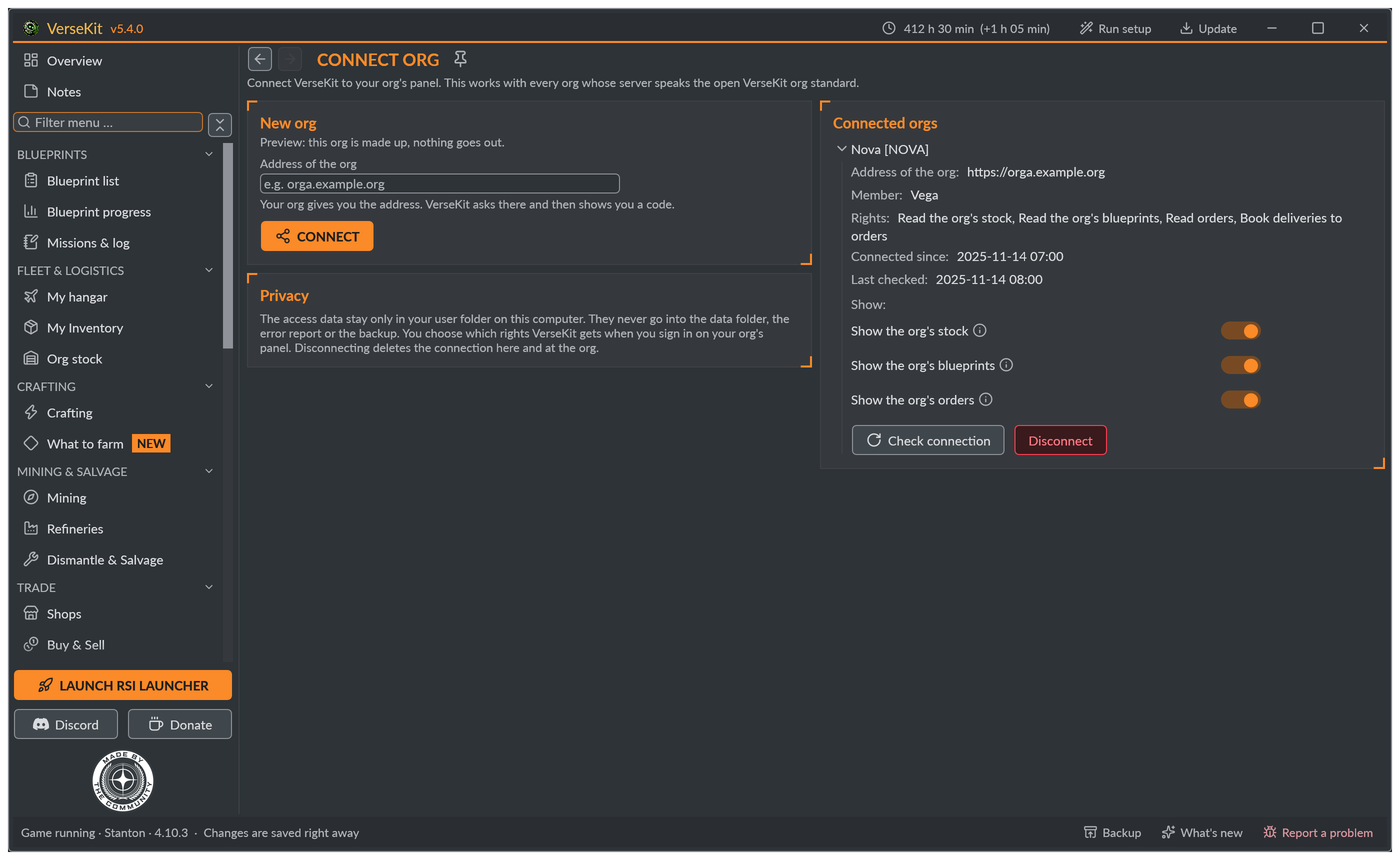 VerseKit v5.4.0
412 h 30 min (+1 h 05 min)
Run setup
Update
Overview
Notes
Filter menu ...
BLUEPRINTS
Blueprint list
Blueprint progress
Missions & log
FLEET & LOGISTICS
My hangar
My Inventory
Org stock
CRAFTING
Crafting
What to farm NEW
MINING & SALVAGE
Mining
Refineries
Dismantle & Salvage
TRADE
Shops
Buy & Sell
LAUNCH RSI LAUNCHER
Discord
Donate
MADE BY
THE COMMUNITY
CONNECT ORG
Connect VerseKit to your org's panel. This works with every org whose server speaks the open VerseKit org standard.
New org
Preview: this org is made up, nothing goes out.
Address of the org
e.g. orga.example.org
Your org gives you the address. VerseKit asks there and then shows you a code.
CONNECT
Privacy
The access data stay only in your user folder on this computer. They never go into the data folder, the
error report or the backup. You choose which rights VerseKit gets when you sign in on your org's
panel. Disconnecting deletes the connection here and at the org.
Connected orgs
Nova [NOVA]
Address of the org: https://orga.example.org
Member: Vega
Rights: Read the org's stock, Read the org's blueprints, Read orders, Book deliveries to
orders
Connected since: 2025-11-14 07:00
Last checked: 2025-11-14 08:00
Show:
Show the org's stock
Show the org's blueprints
Show the org's orders
Check connection
Disconnect
Game running · Stanton · 4.10.3 · Changes are saved right away
Backup
What's new
Report a problem